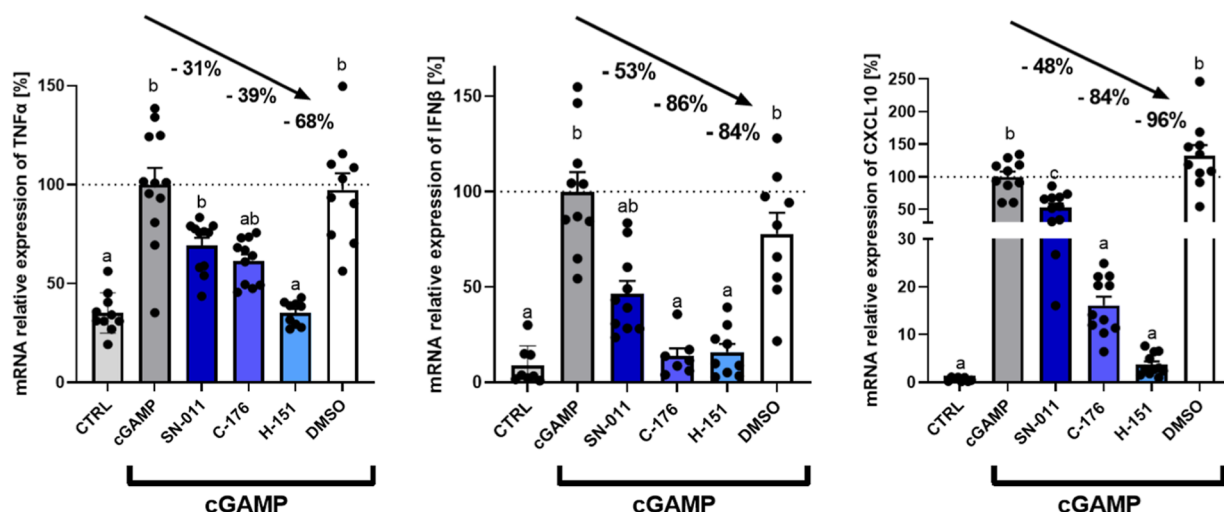 mRNA relative expression of TNFα [%]
150
100
50
0
- 31%
- 39%
- 68%
a
b
b
ab
a
b
CTRL
cGAMP
SN-011
C-176
H-151
DMSO
cGAMP
mRNA relative expression of IFNβ [%]
150
100
50
0
- 53%
- 86%
- 84%
a
b
ab
a
a
b
CTRL
cGAMP
SN-011
C-176
H-151
DMSO
cGAMP
mRNA relative expression of CXCL10 [%]
250
200
150
100
50
30
20
10
0
- 48%
- 84%
- 96%
a
b
c
a
a
b
CTRL
cGAMP
SN-011
C-176
H-151
DMSO
cGAMP